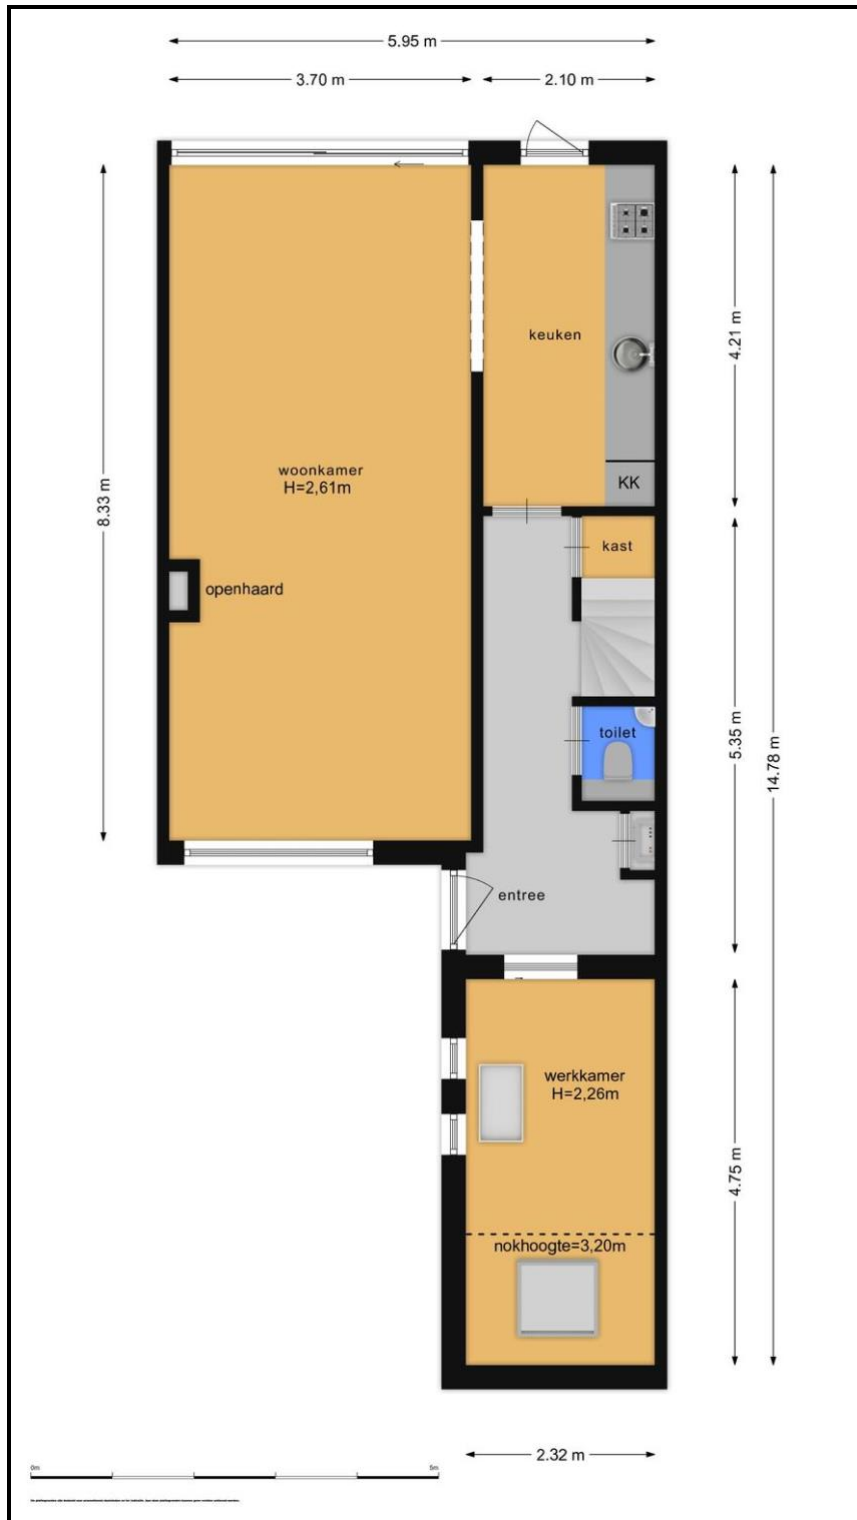 5.95 m
3.70 m
2.10 m
8.33 m
4.21 m
keuken
woonkamer
H=2,61m
KK
kast
openhaard
5.35 m
toilet
14.78 m
entree
werkkamer
H=2,26m
4.75 m
nokhoogte=3,20m
2.32 m
0m
5m